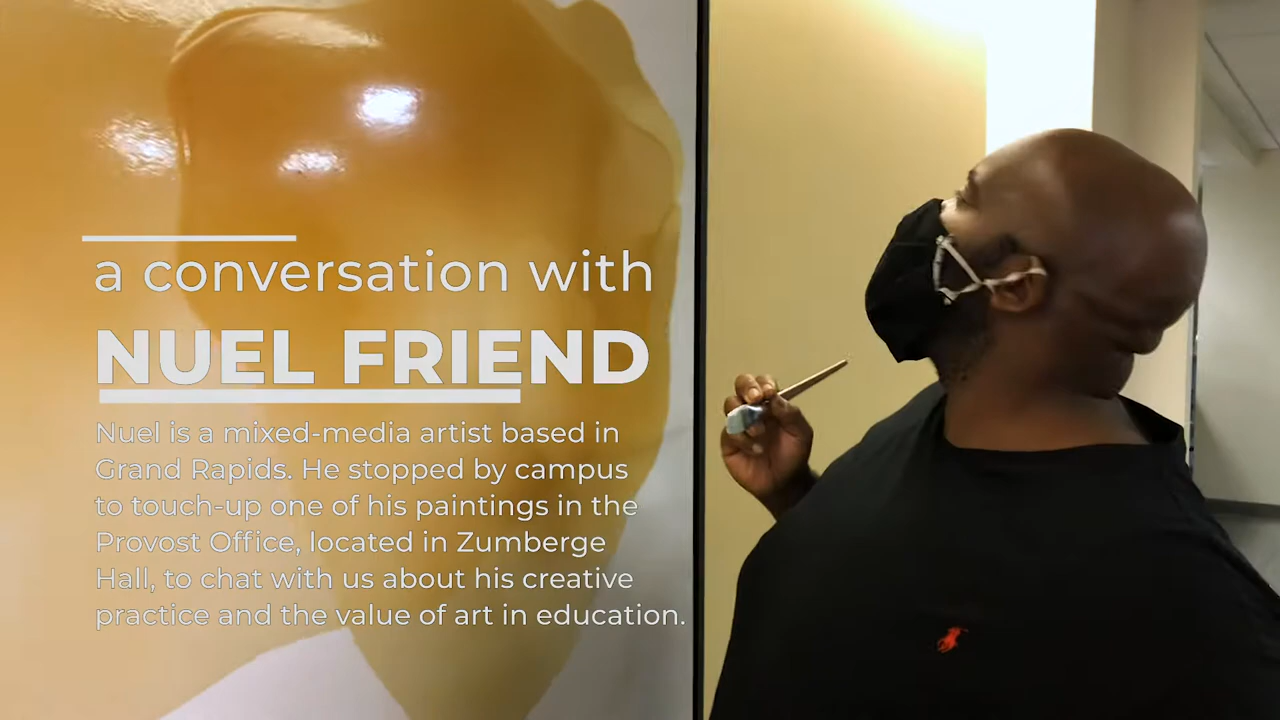 a conversation with
NUEL FRIEND
Nuel is a mixed-media artist based in
Grand Rapids. He stopped by campus
to touch-up one of his paintings in the
Provost Office, located in Zumberge
Hall, to chat with us about his creative
practice and the value of art in education.